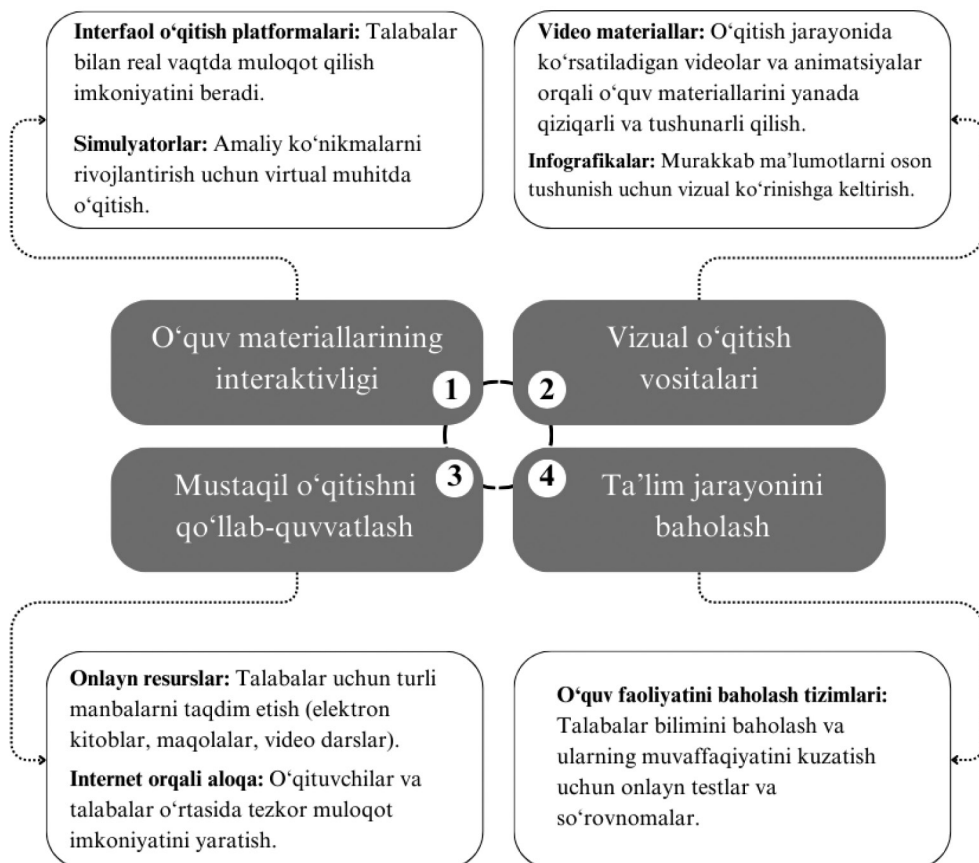 Interfaol o‘qitish platformalari: Talabalar
bilan real vaqtda muloqot qilish
imkoniyatini beradi.
Simulyatorlar: Amaliy ko‘nikmalarni
rivojlantirish uchun virtual muhitda
o‘qitish.
Video materiallar: O‘qitish jarayonida
ko‘rsatiladigan videolar va animatsiyalar
orqali o‘quv materiallarini yanada
qiziqarli va tushunarli qilish.
Infografikalar: Murakkab ma’lumotlarni oson
tushunish uchun vizual ko‘rinishga keltirish.
O‘quv materiallarining
interaktivligi
1
Vizual o‘qitish
vositalari
2
Mustaqil o‘qitishni
qo‘llab-quvvatlash
3
Ta’lim jarayonini
baholash
4
Onlayn resurslar: Talabalar uchun turli
manbalarni taqdim etish (elektron
kitoblar, maqolalar, video darslar).
Internet orqali aloqa: O‘qituvchilar va
talabalar o‘rtasida tezkor muloqot
imkoniyatini yaratish.
O‘quv faoliyatini baholash tizimlari:
Talabalar bilimini baholash va
ularning muvaffaqiyatini kuzatish
uchun onlayn testlar va
so‘rovnomalar.